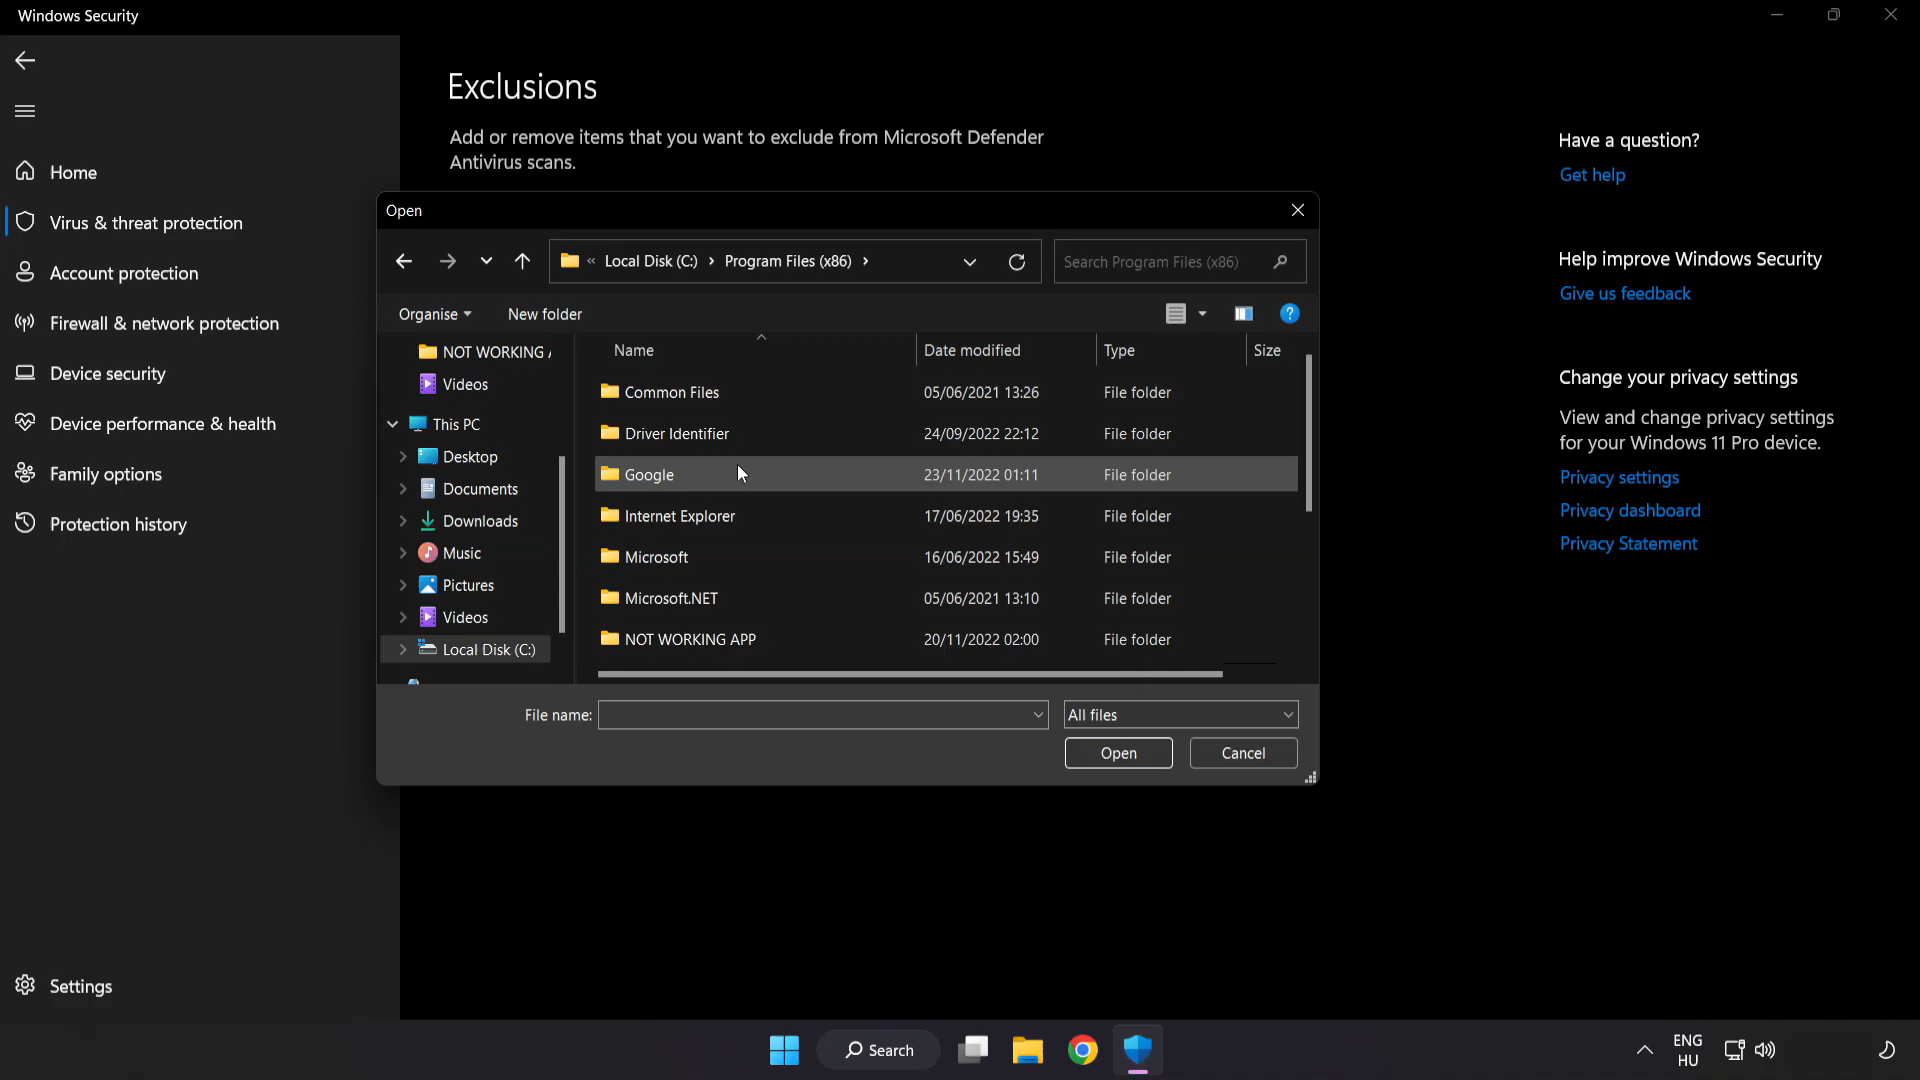 Windows Security
Home
Virus & threat protection
Account protection
Firewall & network protection
Device security
Device performance & health
Family options
Protection history
Settings
Exclusions
Add or remove items that you want to exclude from Microsoft Defender
Antivirus scans.
Open
« Local Disk (C:) > Program Files (x86) >
Search Program Files (x86)
Organise
New folder
NOT WORKING
Videos
This PC
Desktop
Documents
Downloads
Music
Pictures
Videos
Local Disk (C:)
Name Date modified Type Size
Common Files 05/06/2021 13:26 File folder
Driver Identifier 24/09/2022 22:12 File folder
Google 23/11/2022 01:11 File folder
Internet Explorer 17/06/2022 19:35 File folder
Microsoft 16/06/2022 15:49 File folder
Microsoft.NET 05/06/2021 13:10 File folder
NOT WORKING APP 20/11/2022 02:00 File folder
File name:
All files
Open
Cancel
Have a question?
Get help
Help improve Windows Security
Give us feedback
Change your privacy settings
View and change privacy settings
for your Windows 11 Pro device.
Privacy settings
Privacy dashboard
Privacy Statement
Search
ENG
HU